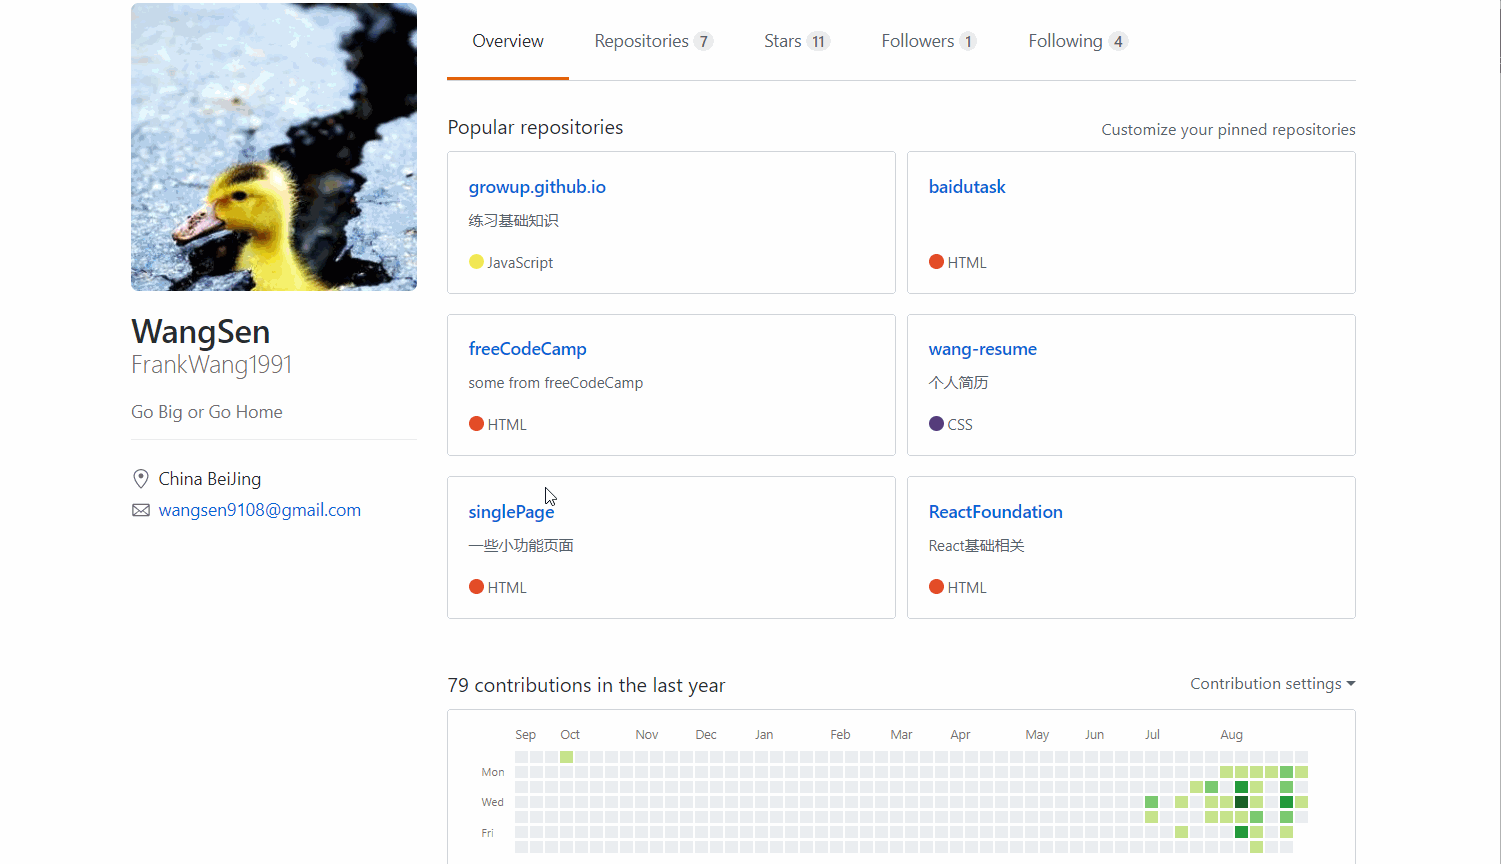 Overview Repositories 7 Stars 11 Followers 1 Following 4
WangSen
FrankWang1991
Go Big or Go Home
China BeiJing
wangsen9108@gmail.com
Popular repositories
Customize your pinned repositories
growup.github.io
练习基础知识
JavaScript
baidutask
HTML
freeCodeCamp
some from freeCodeCamp
HTML
wang-resume
个人简历
CSS
singlePage
一些小功能页面
HTML
ReactFoundation
React基础相关
HTML
79 contributions in the last year
Contribution settings
Sep Oct Nov Dec Jan Feb Mar Apr May Jun Jul Aug
Mon
Wed
Fri